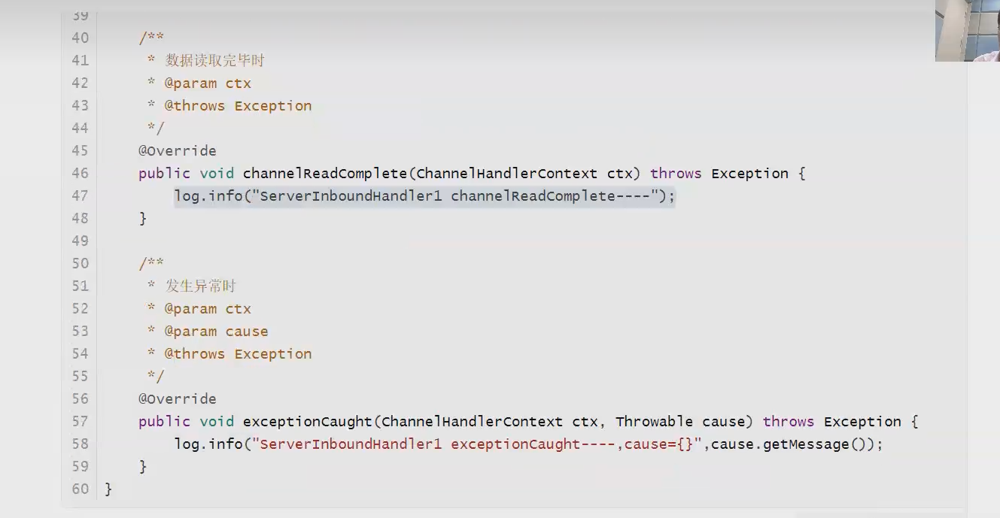 39
40 /**
41 * 数据读取完毕时
42 * @param ctx
43 * @throws Exception
44 */
45 @Override
46 public void channelReadComplete(ChannelHandlerContext ctx) throws Exception {
47 log.info("ServerInboundHandler1 channelReadComplete----");
48 }
49
50 /**
51 * 发生异常时
52 * @param ctx
53 * @param cause
54 * @throws Exception
55 */
56 @Override
57 public void exceptionCaught(ChannelHandlerContext ctx, Throwable cause) throws Exception {
58 log.info("ServerInboundHandler1 exceptionCaught----,cause={}",cause.getMessage());
59 }
60 }